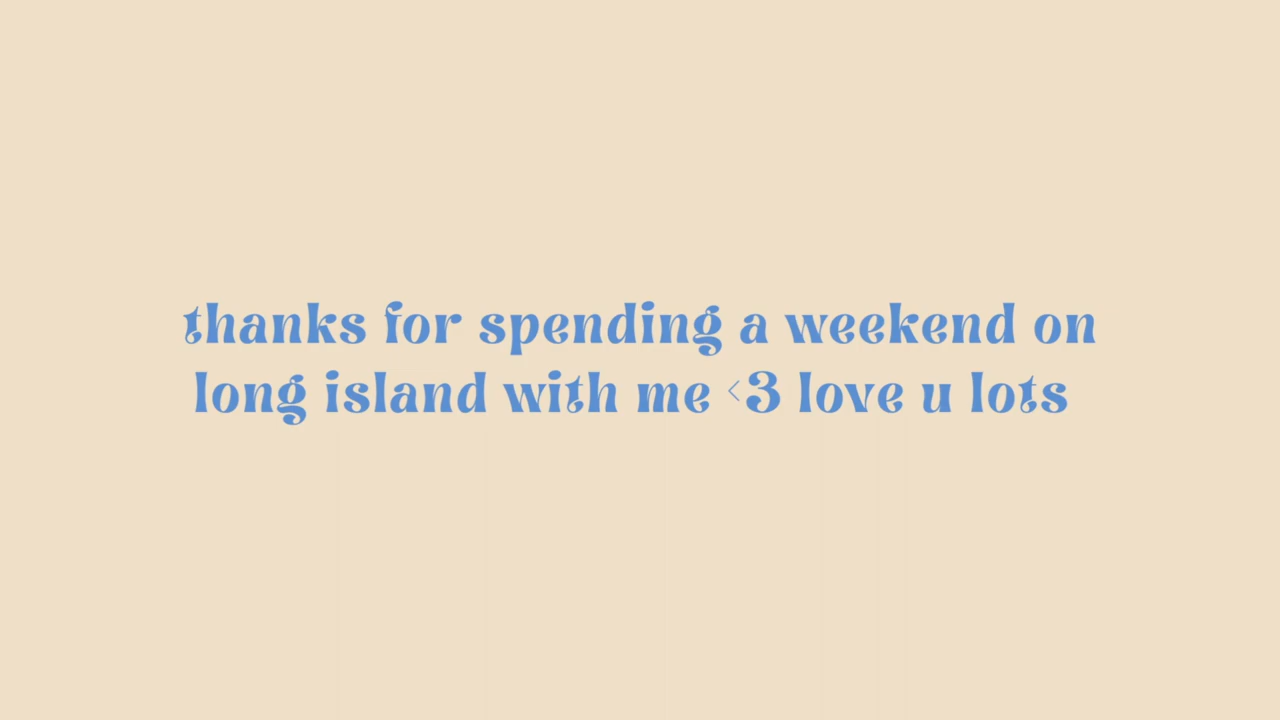 thanks for spending a weekend on
long island with me <3 love u lots